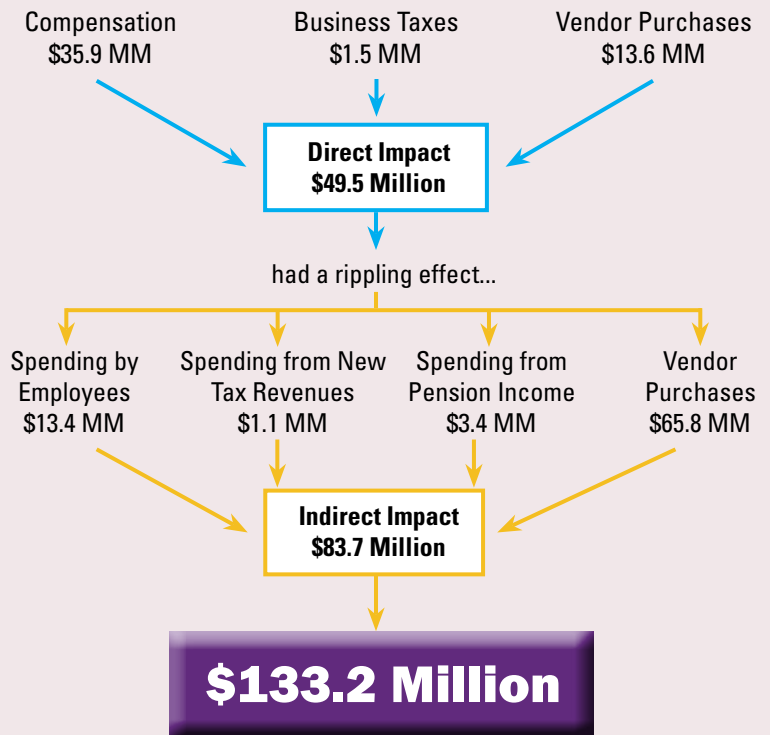 Compensation
$35.9 MM
Business Taxes
$1.5 MM
Vendor Purchases
$13.6 MM
Direct Impact
$49.5 Million
had a rippling effect...
Spending by
Employees
$13.4 MM
Spending from New
Tax Revenues
$1.1 MM
Spending from
Pension Income
$3.4 MM
Vendor
Purchases
$65.8 MM
Indirect Impact
$83.7 Million
$133.2 Million